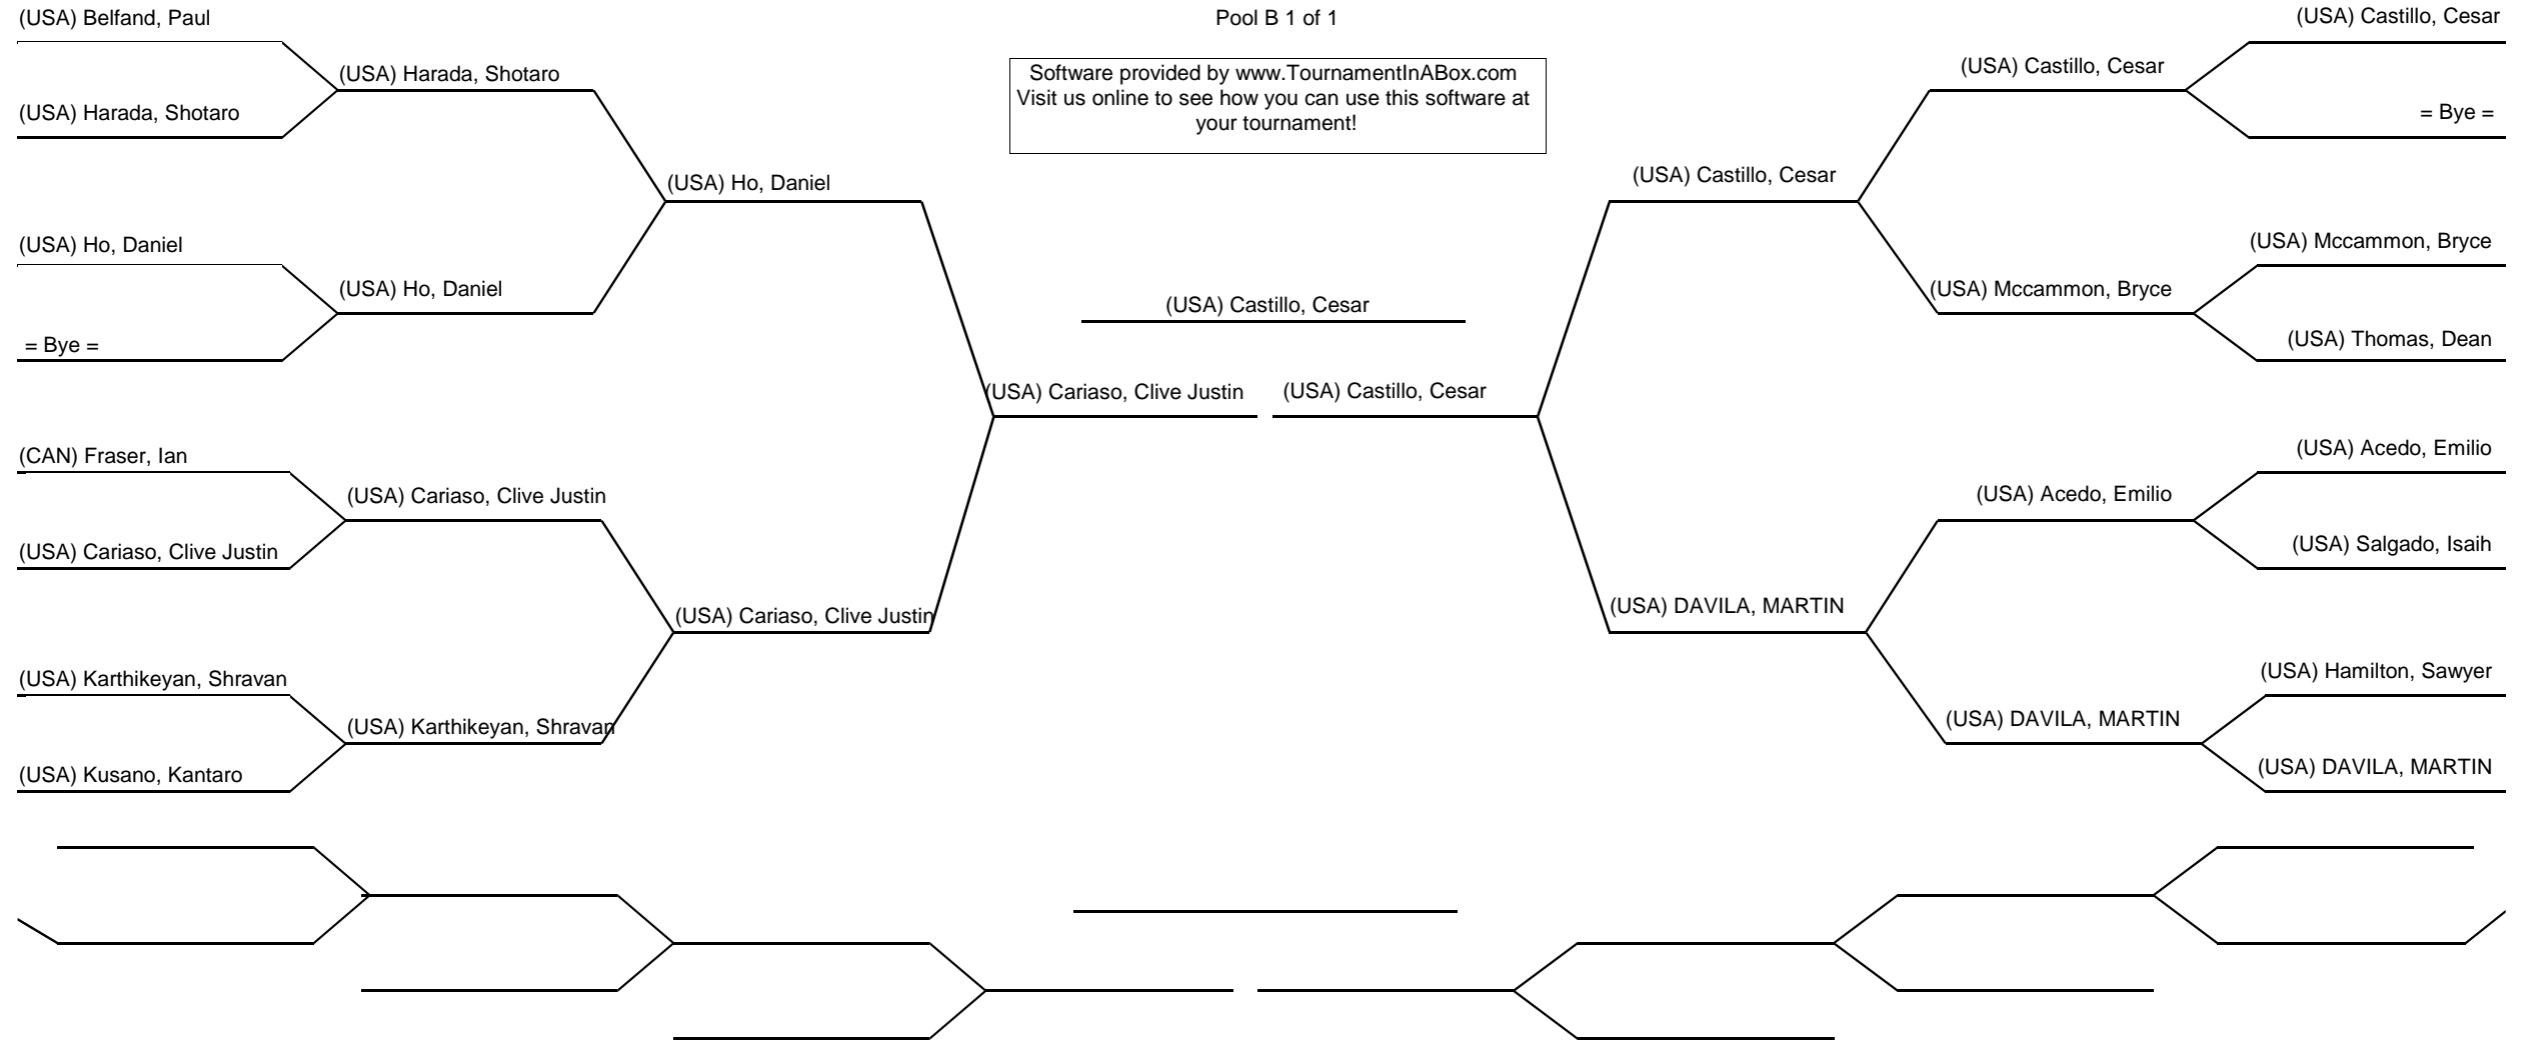 Pool B 1 of 1
Software provided by www.TournamentInABox.com
Visit us online to see how you can use this software at
your tournament!
(USA) Belfand, Paul
(USA) Harada, Shotaro
(USA) Ho, Daniel
= Bye =
(CAN) Fraser, Ian
(USA) Cariaso, Clive Justin
(USA) Karthikeyan, Shravan
(USA) Kusano, Kantaro
(USA) Harada, Shotaro
(USA) Ho, Daniel
(USA) Cariaso, Clive Justin
(USA) Karthikeyan, Shravan
(USA) Ho, Daniel
(USA) Cariaso, Clive Justin
(USA) Cariaso, Clive Justin
(USA) Castillo, Cesar
(USA) Castillo, Cesar
(USA) Castillo, Cesar
(USA) DAVILA, MARTIN
(USA) Castillo, Cesar
(USA) Mccammon, Bryce
(USA) Acedo, Emilio
(USA) DAVILA, MARTIN
(USA) Castillo, Cesar
= Bye =
(USA) Mccammon, Bryce
(USA) Thomas, Dean
(USA) Acedo, Emilio
(USA) Salgado, Isaih
(USA) Hamilton, Sawyer
(USA) DAVILA, MARTIN